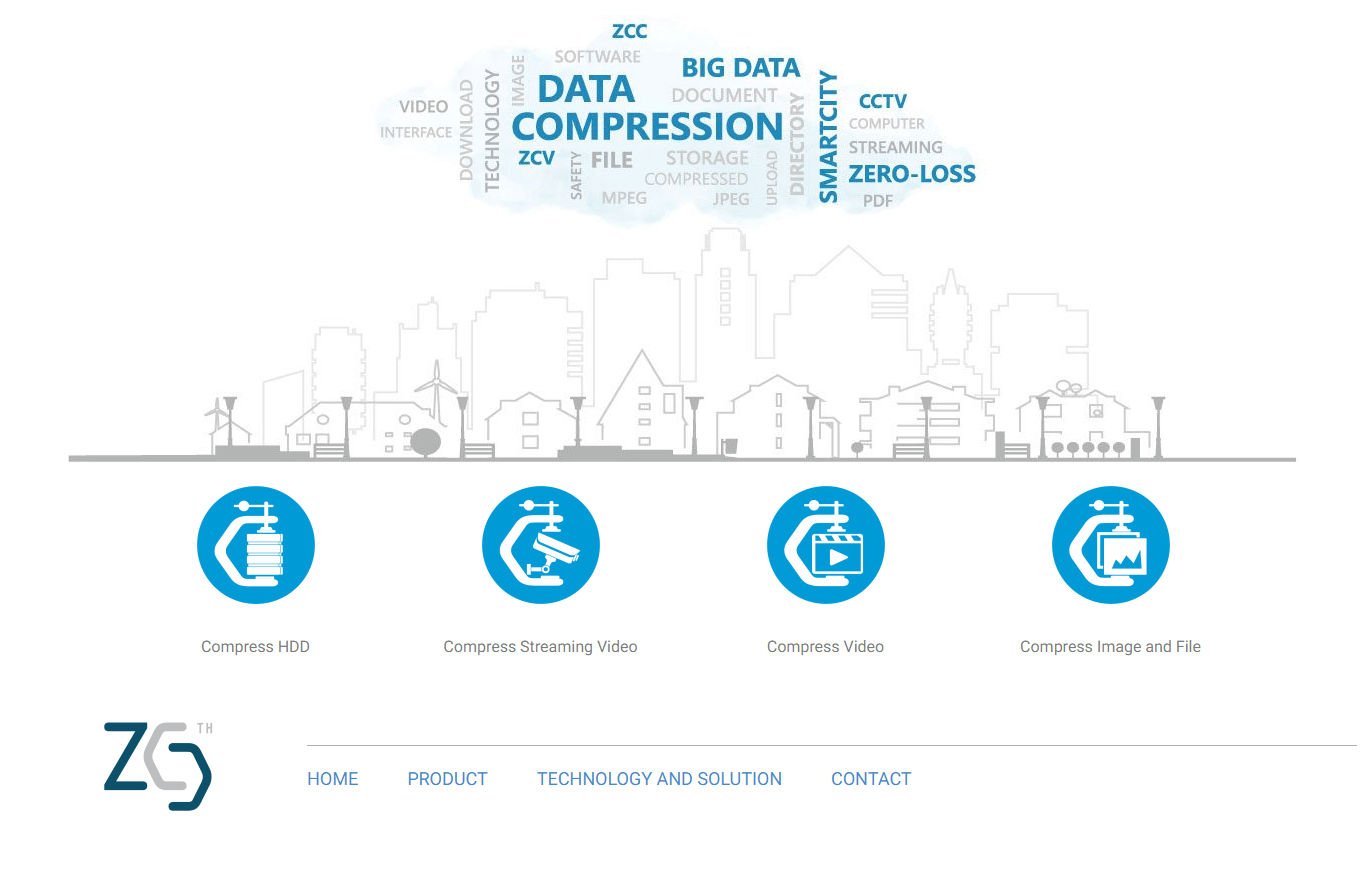 ZCC
SOFTWARE
IMAGE
BIG DATA
TECHNOLOGY
DATA
DOCUMENT
SMARTCITY
CCTV
VIDEO
DOWNLOAD
DIRECTORY
COMPUTER
INTERFACE
COMPRESSION
STREAMING
ZCV
SAFETY
FILE
STORAGE
UPLOAD
ZERO-LOSS
COMPRESSED
MPEG
JPEG
PDF
Compress HDD
Compress Streaming Video
Compress Video
Compress Image and File
ZCC TH
HOME
PRODUCT
TECHNOLOGY AND SOLUTION
CONTACT